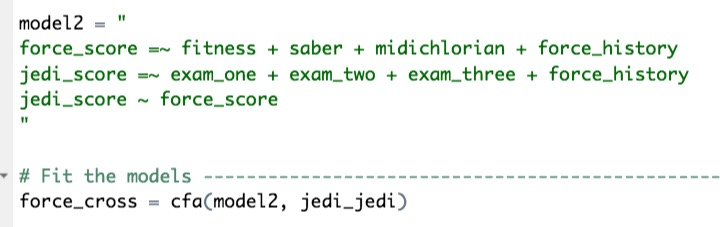 model2 = "
force_score =~ fitness + saber + midichlorian + force_history
jedi_score =~ exam_one + exam_two + exam_three + force_history
jedi_score ~ force_score
"
# Fit the models -----------------------------------------------
force_cross = cfa(model2, jedi_jedi)